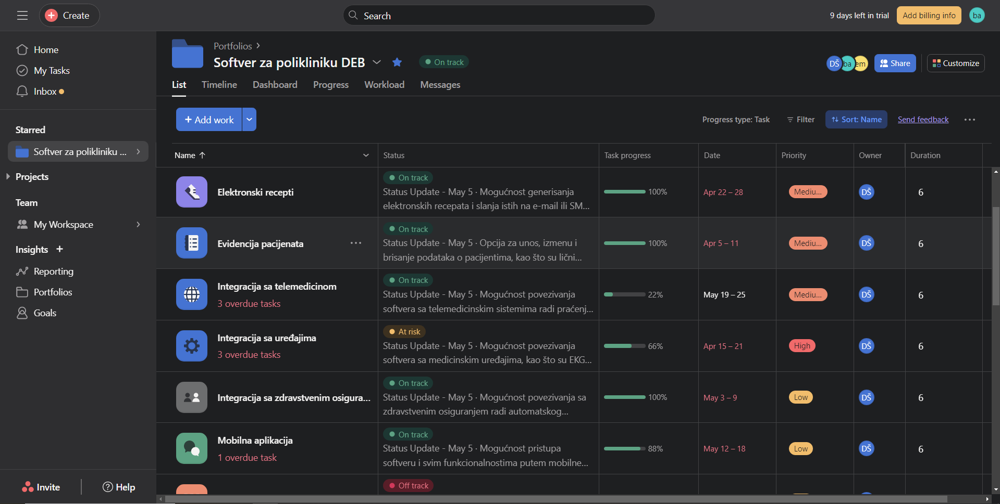 Create
Search
9 days left in trial
Add billing info
ba
Home
My Tasks
Inbox
Starred
Softver za polikliniku ...
Projects
Team
My Workspace
Insights +
Reporting
Portfolios
Goals
Invite
Help
Portfolios
Softver za polikliniku DEB
On track
DŠ ba em
Share
Customize
List Timeline Dashboard Progress Workload Messages
+ Add work
Progress type: Task
Filter
Sort: Name
Send feedback
Name Status Task progress Date Priority Owner Duration
Elektronski recepti
On track
Status Update - May 5 · Mogućnost generisanja
elektronskih recepata i slanja istih na e-mail ili SM...
100% Apr 22 – 28 Mediu... DŠ 6
Evidencija pacijenata
On track
Status Update - May 5 · Opcija za unos, izmenu i
brisanje podataka o pacijentima, kao što su lični...
100% Apr 5 – 11 Mediu... DŠ 6
Integracija sa telemedicinom
3 overdue tasks
On track
Status Update - May 5 · Mogućnost povezivanja
softvera sa telemedicinskim sistemima radi praćenj...
22% May 19 – 25 Mediu... DŠ 6
Integracija sa uređajima
3 overdue tasks
At risk
Status Update - May 5 · Mogućnost povezivanja
softvera sa medicinskim uređajima, kao što su EKG...
66% Apr 15 – 21 High DŠ 6
Integracija sa zdravstvenim osigura...
On track
Status Update - May 5 · Mogućnost povezivanja sa
zdravstvenim osiguranjem radi automatskog...
100% May 3 – 9 Low DŠ 6
Mobilna aplikacija
1 overdue task
On track
Status Update - May 5 · Mogućnost pristupa
softveru i svim funkcionalnostima putem mobilne...
88% May 12 – 18 Low DŠ 6
Off track